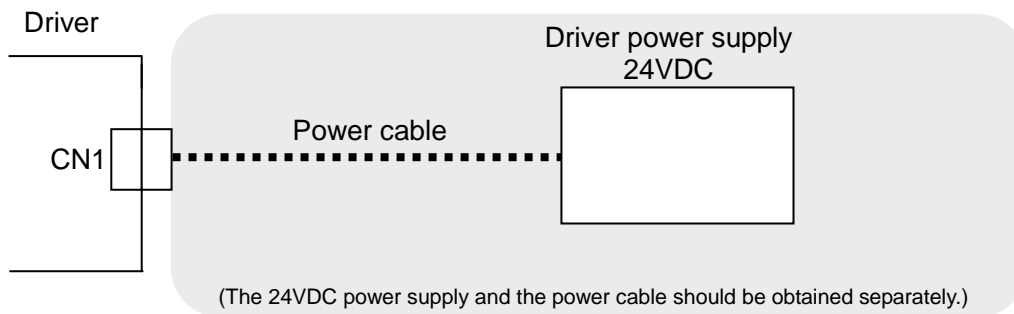 Driver
Driver power supply
24VDC
Power cable
CN1
(The 24VDC power supply and the power cable should be obtained separately.)